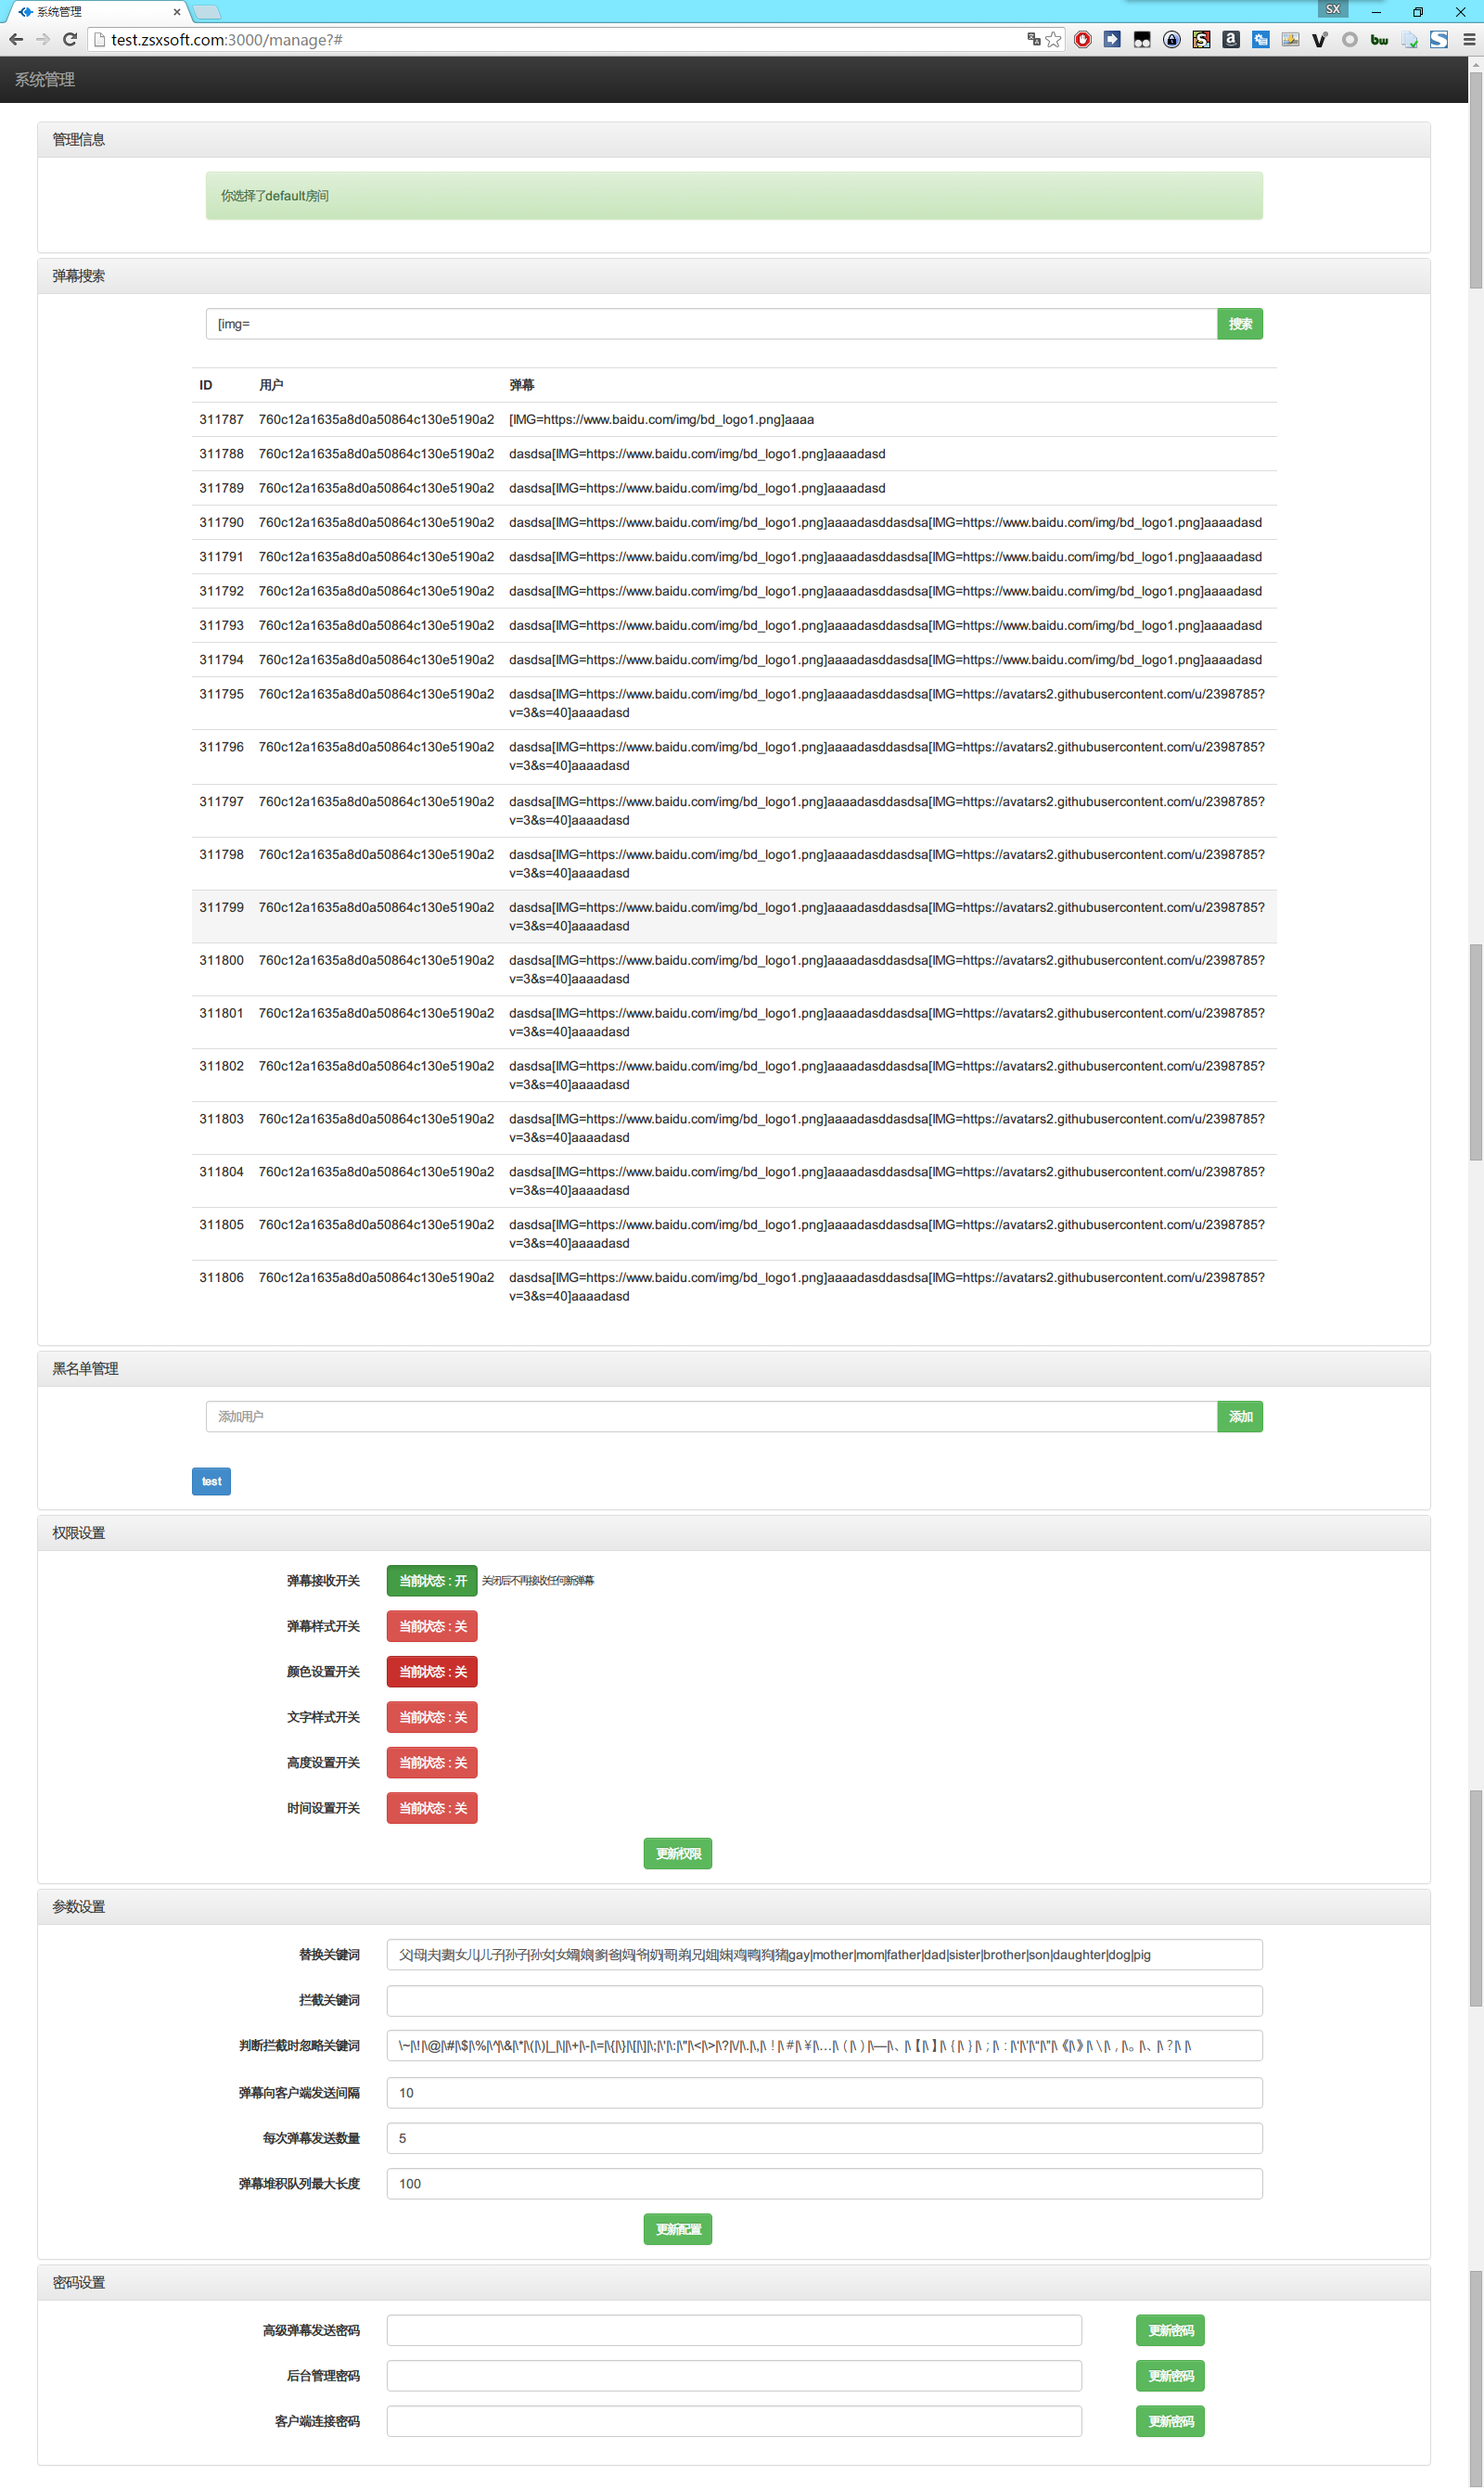 系统管理
SX
test.zsxsoft.com:3000/manage?#
系统管理
管理信息
你选择了default房间
弹幕搜索
[img=
搜索
ID 用户 弹幕
311787 760c12a1635a8d0a50864c130e5190a2 [IMG=https://www.baidu.com/img/bd_logo1.png]aaaa
311788 760c12a1635a8d0a50864c130e5190a2 dasdsa[IMG=https://www.baidu.com/img/bd_logo1.png]aaaadasd
311789 760c12a1635a8d0a50864c130e5190a2 dasdsa[IMG=https://www.baidu.com/img/bd_logo1.png]aaaadasd
311790 760c12a1635a8d0a50864c130e5190a2 dasdsa[IMG=https://www.baidu.com/img/bd_logo1.png]aaaadasddasdsa[IMG=https://www.baidu.com/img/bd_logo1.png]aaaadasd
311791 760c12a1635a8d0a50864c130e5190a2 dasdsa[IMG=https://www.baidu.com/img/bd_logo1.png]aaaadasddasdsa[IMG=https://www.baidu.com/img/bd_logo1.png]aaaadasd
311792 760c12a1635a8d0a50864c130e5190a2 dasdsa[IMG=https://www.baidu.com/img/bd_logo1.png]aaaadasddasdsa[IMG=https://www.baidu.com/img/bd_logo1.png]aaaadasd
311793 760c12a1635a8d0a50864c130e5190a2 dasdsa[IMG=https://www.baidu.com/img/bd_logo1.png]aaaadasddasdsa[IMG=https://www.baidu.com/img/bd_logo1.png]aaaadasd
311794 760c12a1635a8d0a50864c130e5190a2 dasdsa[IMG=https://www.baidu.com/img/bd_logo1.png]aaaadasddasdsa[IMG=https://www.baidu.com/img/bd_logo1.png]aaaadasd
311795 760c12a1635a8d0a50864c130e5190a2 dasdsa[IMG=https://www.baidu.com/img/bd_logo1.png]aaaadasddasdsa[IMG=https://avatars2.githubusercontent.com/u/2398785?
v=3&s=40]aaaadasd
311796 760c12a1635a8d0a50864c130e5190a2 dasdsa[IMG=https://www.baidu.com/img/bd_logo1.png]aaaadasddasdsa[IMG=https://avatars2.githubusercontent.com/u/2398785?
v=3&s=40]aaaadasd
311797 760c12a1635a8d0a50864c130e5190a2 dasdsa[IMG=https://www.baidu.com/img/bd_logo1.png]aaaadasddasdsa[IMG=https://avatars2.githubusercontent.com/u/2398785?
v=3&s=40]aaaadasd
311798 760c12a1635a8d0a50864c130e5190a2 dasdsa[IMG=https://www.baidu.com/img/bd_logo1.png]aaaadasddasdsa[IMG=https://avatars2.githubusercontent.com/u/2398785?
v=3&s=40]aaaadasd
311799 760c12a1635a8d0a50864c130e5190a2 dasdsa[IMG=https://www.baidu.com/img/bd_logo1.png]aaaadasddasdsa[IMG=https://avatars2.githubusercontent.com/u/2398785?
v=3&s=40]aaaadasd
311800 760c12a1635a8d0a50864c130e5190a2 dasdsa[IMG=https://www.baidu.com/img/bd_logo1.png]aaaadasddasdsa[IMG=https://avatars2.githubusercontent.com/u/2398785?
v=3&s=40]aaaadasd
311801 760c12a1635a8d0a50864c130e5190a2 dasdsa[IMG=https://www.baidu.com/img/bd_logo1.png]aaaadasddasdsa[IMG=https://avatars2.githubusercontent.com/u/2398785?
v=3&s=40]aaaadasd
311802 760c12a1635a8d0a50864c130e5190a2 dasdsa[IMG=https://www.baidu.com/img/bd_logo1.png]aaaadasddasdsa[IMG=https://avatars2.githubusercontent.com/u/2398785?
v=3&s=40]aaaadasd
311803 760c12a1635a8d0a50864c130e5190a2 dasdsa[IMG=https://www.baidu.com/img/bd_logo1.png]aaaadasddasdsa[IMG=https://avatars2.githubusercontent.com/u/2398785?
v=3&s=40]aaaadasd
311804 760c12a1635a8d0a50864c130e5190a2 dasdsa[IMG=https://www.baidu.com/img/bd_logo1.png]aaaadasddasdsa[IMG=https://avatars2.githubusercontent.com/u/2398785?
v=3&s=40]aaaadasd
311805 760c12a1635a8d0a50864c130e5190a2 dasdsa[IMG=https://www.baidu.com/img/bd_logo1.png]aaaadasddasdsa[IMG=https://avatars2.githubusercontent.com/u/2398785?
v=3&s=40]aaaadasd
311806 760c12a1635a8d0a50864c130e5190a2 dasdsa[IMG=https://www.baidu.com/img/bd_logo1.png]aaaadasddasdsa[IMG=https://avatars2.githubusercontent.com/u/2398785?
v=3&s=40]aaaadasd
黑名单管理
添加用户
添加
test
权限设置
弹幕接收开关 当前状态：开 关闭后不再接收任何新弹幕
弹幕样式开关 当前状态：关
颜色设置开关 当前状态：关
文字样式开关 当前状态：关
高度设置开关 当前状态：关
时间设置开关 当前状态：关
更新权限
参数设置
替换关键词 父|母|夫|妻|女儿|儿子|孙子|孙女|女婿|娘|爹|爸|妈|爷|奶|哥|弟|兄|姐|妹|鸡|鸭|狗|猪|gay|mother|mom|father|dad|sister|brother|son|daughter|dog|pig
拦截关键词
判断拦截时忽略关键词 \~|\!|\@|\#|\$|\%|\^|\&|\*|\(|\)|_|\||\+|\-|\=|\{|\}|\[|\]|\;|\'|\:|\"|\<|\>|\?|\/|\.|\,|\！|\#|\￥|\…|\（|\）|\—|\、|\【|\】|\｛|\｝|\；|\：|\‘|\’|\“|\”|\《|\》|\＼|\，|\。|\、|\？|\ |\
弹幕向客户端发送间隔 10
每次弹幕发送数量 5
弹幕堆积队列最大长度 100
更新配置
密码设置
高级弹幕发送密码 更新密码
后台管理密码 更新密码
客户端连接密码 更新密码